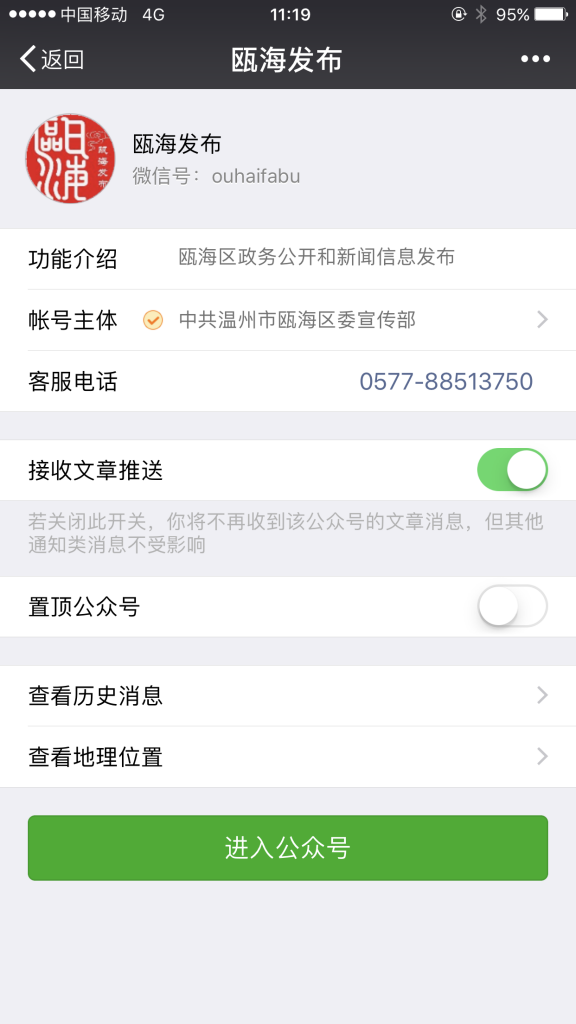 中国移动 4G 11:19 95%
返回 瓯海发布
瓯海发布
瓯海发布
微信号：ouhaifabu
功能介绍 瓯海区政务公开和新闻信息发布
帐号主体 中共温州市瓯海区委宣传部
客服电话 0577-88513750
接收文章推送
若关闭此开关，你将不再收到该公众号的文章消息，但其他
通知类消息不受影响
置顶公众号
查看历史消息
查看地理位置
进入公众号